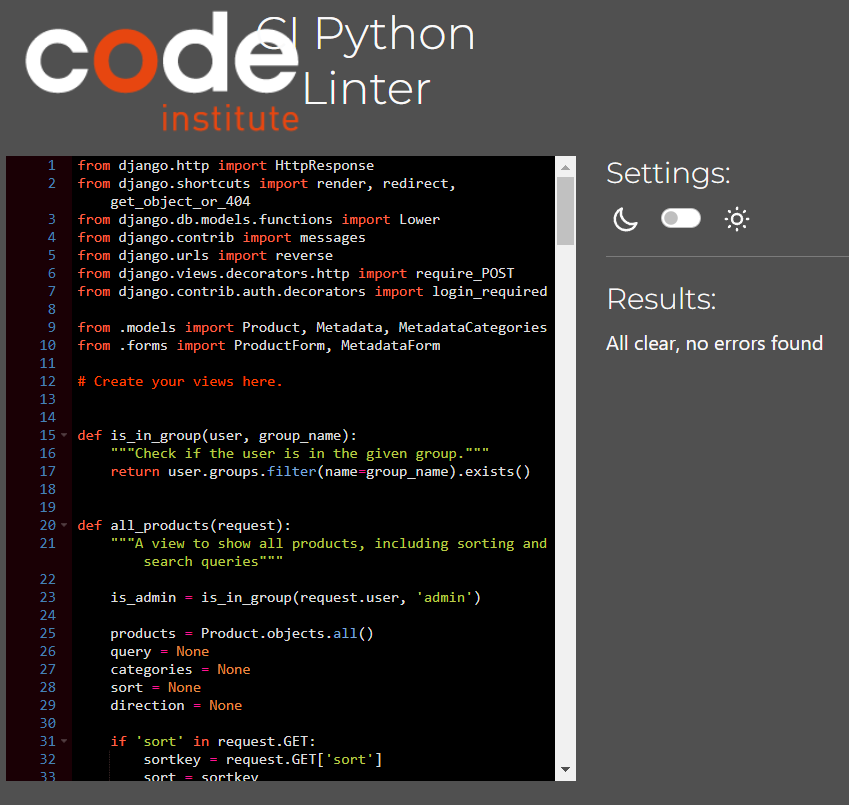 code
institute
CI Python
Linter
1 from django.http import HttpResponse
2 from django.shortcuts import render, redirect,
get_object_or_404
3 from django.db.models.functions import Lower
4 from django.contrib import messages
5 from django.urls import reverse
6 from django.views.decorators.http import require_POST
7 from django.contrib.auth.decorators import login_required
8
9 from .models import Product, Metadata, MetadataCategories
10 from .forms import ProductForm, MetadataForm
11
12 # Create your views here.
13
14
15 def is_in_group(user, group_name):
16 """Check if the user is in the given group."""
17 return user.groups.filter(name=group_name).exists()
18
19
20 def all_products(request):
21 """A view to show all products, including sorting and
search queries"""
22
23 is_admin = is_in_group(request.user, 'admin')
24
25 products = Product.objects.all()
26 query = None
27 categories = None
28 sort = None
29 direction = None
30
31 if 'sort' in request.GET:
32 sortkey = request.GET['sort']
33 sort = sortkey
Settings:
Results:
All clear, no errors found